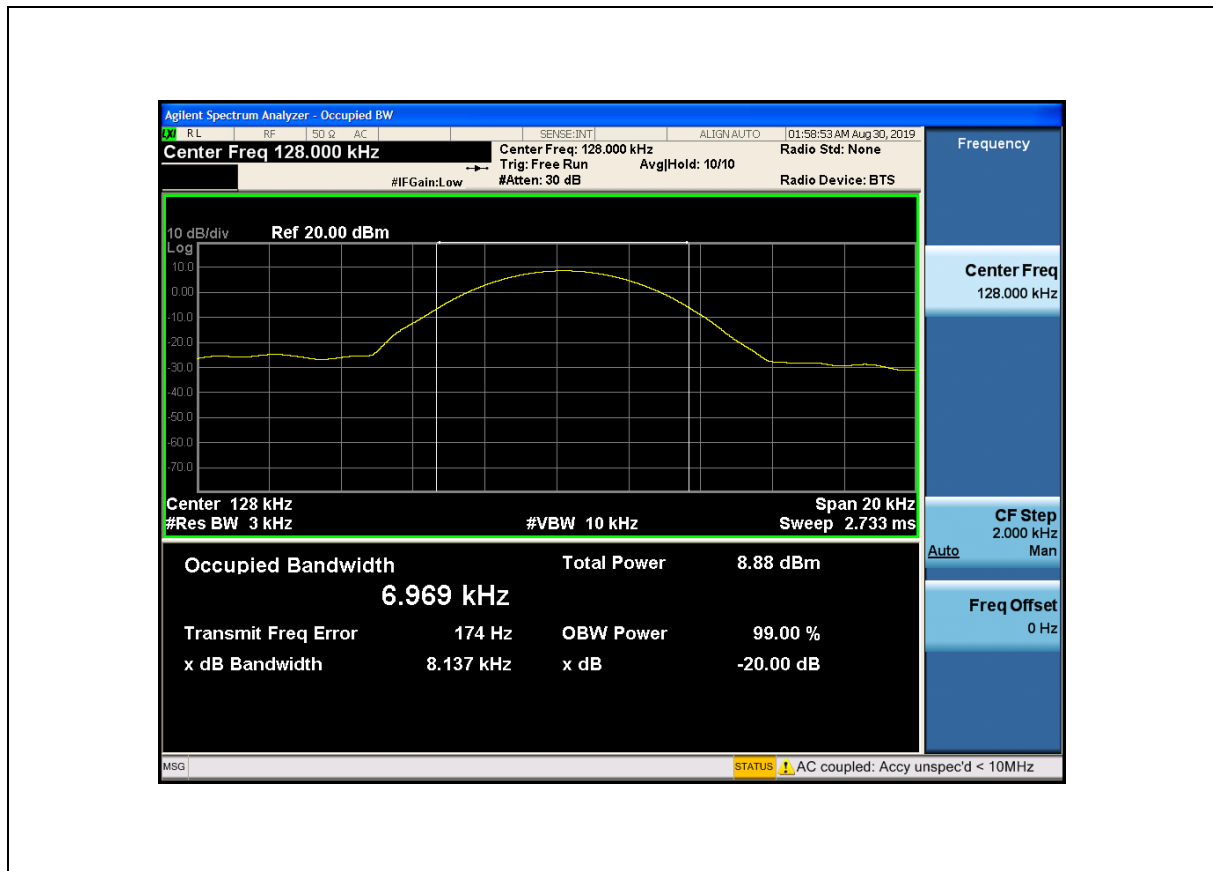 Agilent Spectrum Analyzer - Occupied BW
LXI RL RF 50 Ω AC SENSE:INT ALIGN AUTO 01:58:53 AM Aug 30, 2019
Center Freq 128.000 kHz Center Freq: 128.000 kHz Radio Std: None
Trig: Free Run Avg|Hold: 10/10
#IFGain:Low #Atten: 30 dB Radio Device: BTS
10 dB/div Ref 20.00 dBm
Log
10.0
0.00
-10.0
-20.0
-30.0
-40.0
-50.0
-60.0
-70.0
Center 128 kHz Span 20 kHz
#Res BW 3 kHz #VBW 10 kHz Sweep 2.733 ms
Occupied Bandwidth Total Power 8.88 dBm
6.969 kHz
Transmit Freq Error 174 Hz OBW Power 99.00 %
x dB Bandwidth 8.137 kHz x dB -20.00 dB
Frequency
Center Freq
128.000 kHz
CF Step
2.000 kHz
Auto Man
Freq Offset
0 Hz
MSG STATUS AC coupled: Accy unspec'd < 10MHz